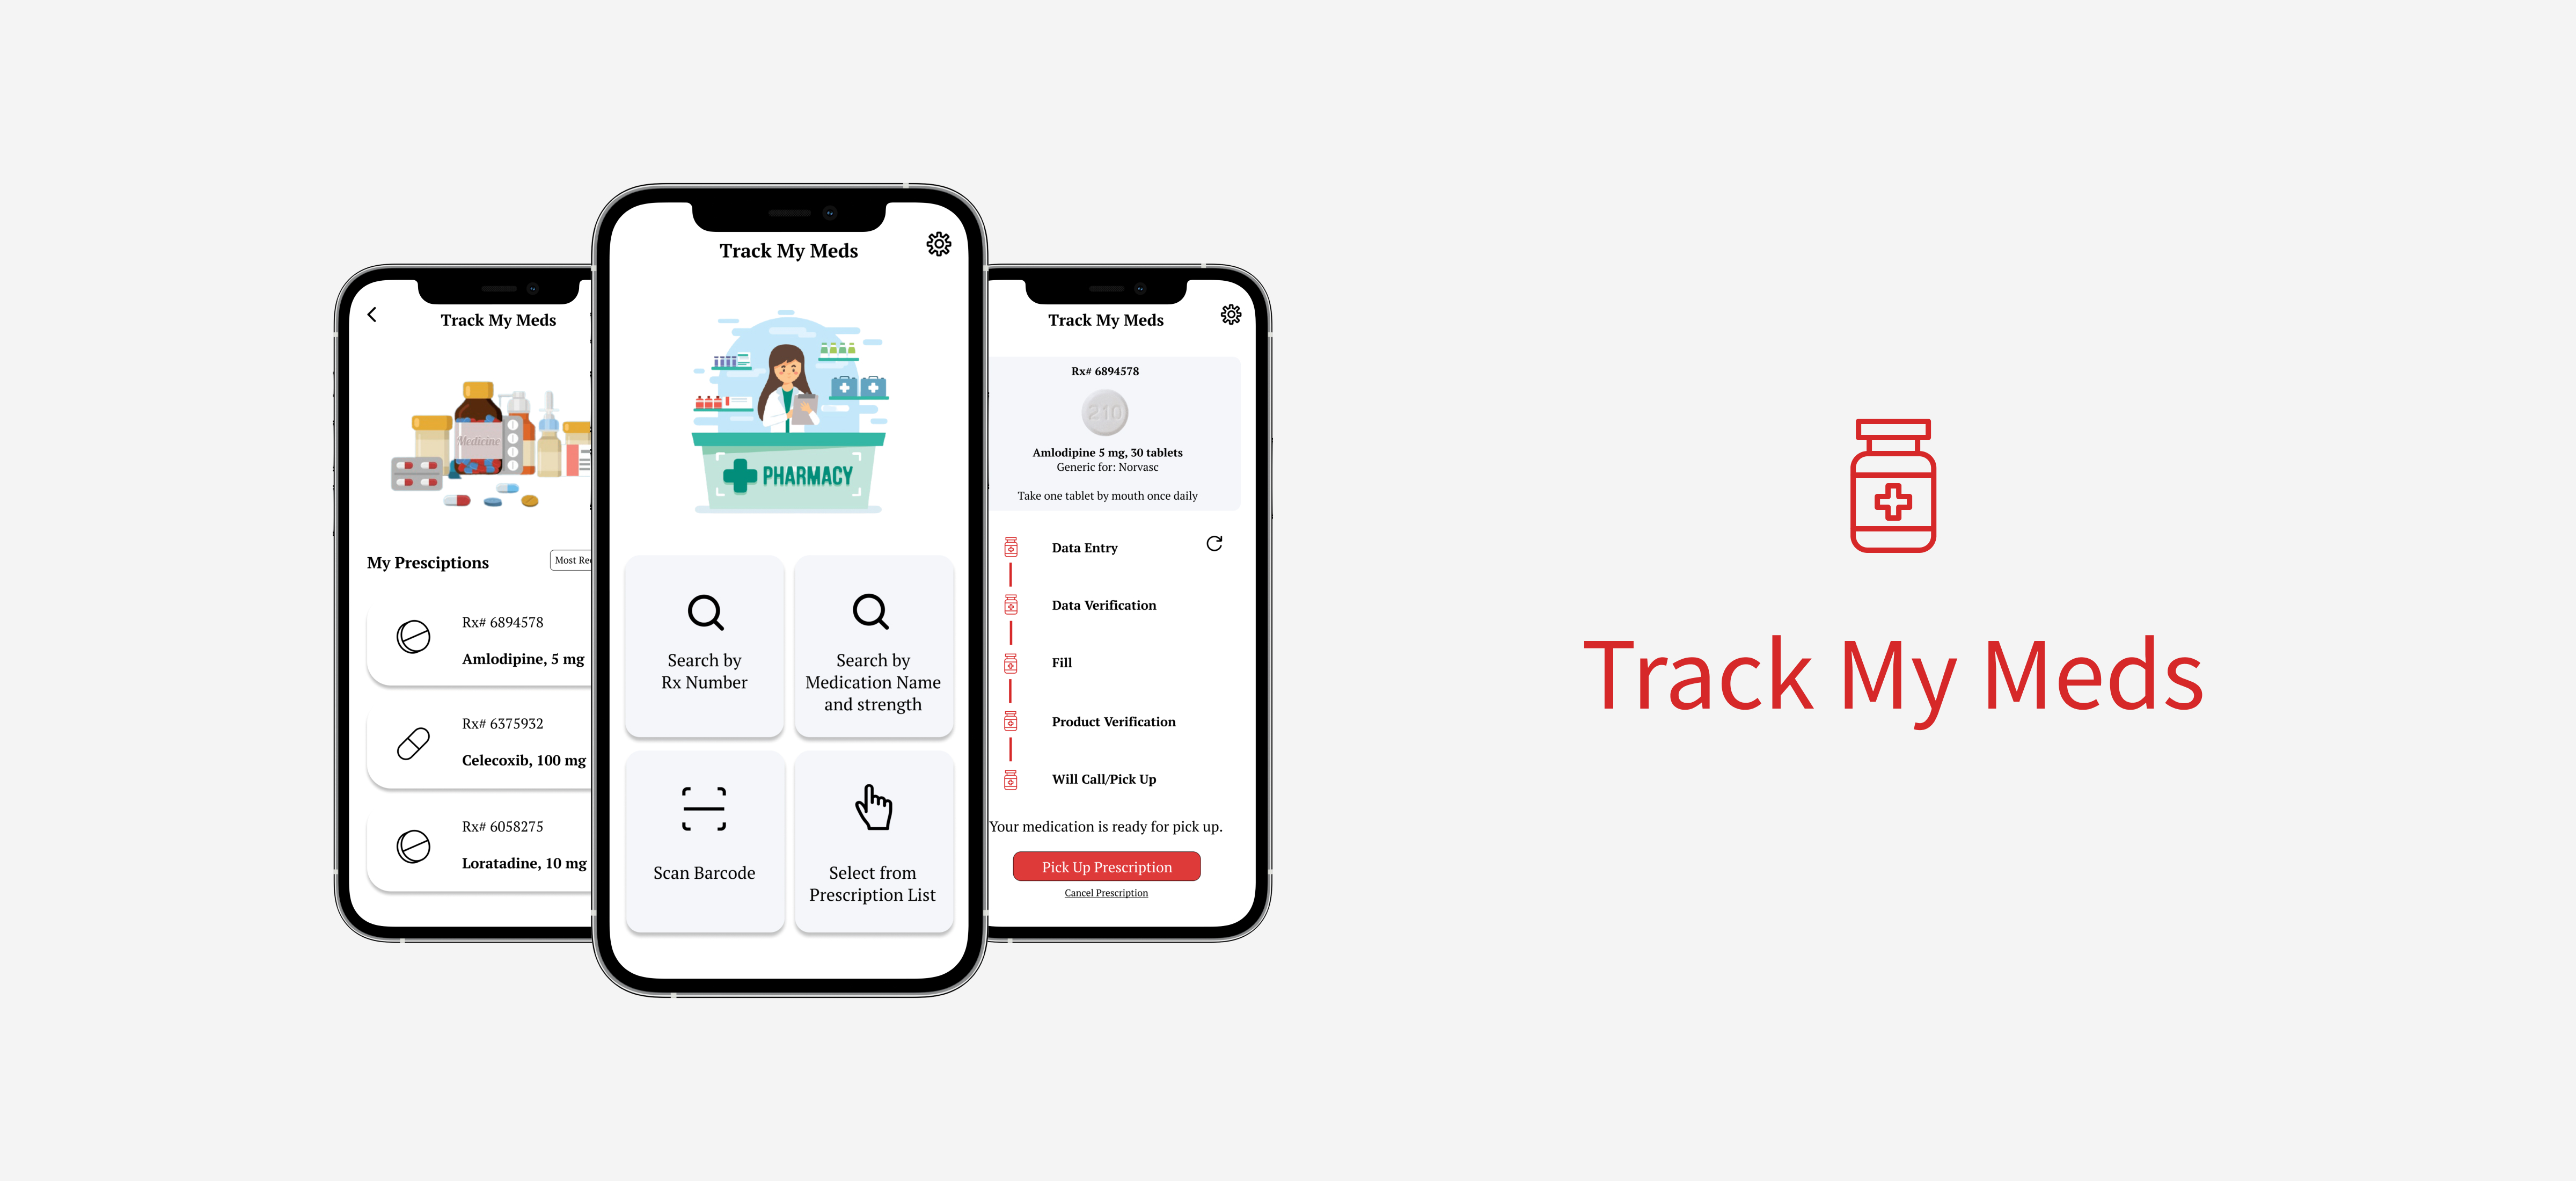 Track My Meds
Medicine
My Presciptions
Most Rec
Rx# 6894578
Amlodipine, 5 mg
Rx# 6375932
Celecoxib, 100 mg
Rx# 6058275
Loratadine, 10 mg
Track My Meds
PHARMACY
Search by
Rx Number
Search by
Medication Name
and strength
Scan Barcode
Select from
Prescription List
Track My Meds
Rx# 6894578
210
Amlodipine 5 mg, 30 tablets
Generic for: Norvasc
Take one tablet by mouth once daily
Data Entry
Data Verification
Fill
Product Verification
Will Call/Pick Up
Your medication is ready for pick up.
Pick Up Prescription
Cancel Prescription
Track My Meds